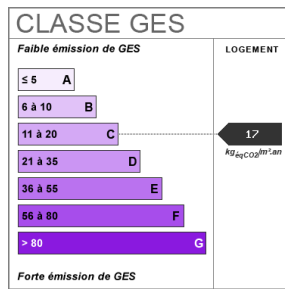 CLASSE GES
Faible émission de GES
LOGEMENT
≤ 5 A
6 à 10 B
11 à 20 C
17
kgéqCO2/m².an
21 à 35 D
36 à 55 E
56 à 80 F
> 80 G
Forte émission de GES